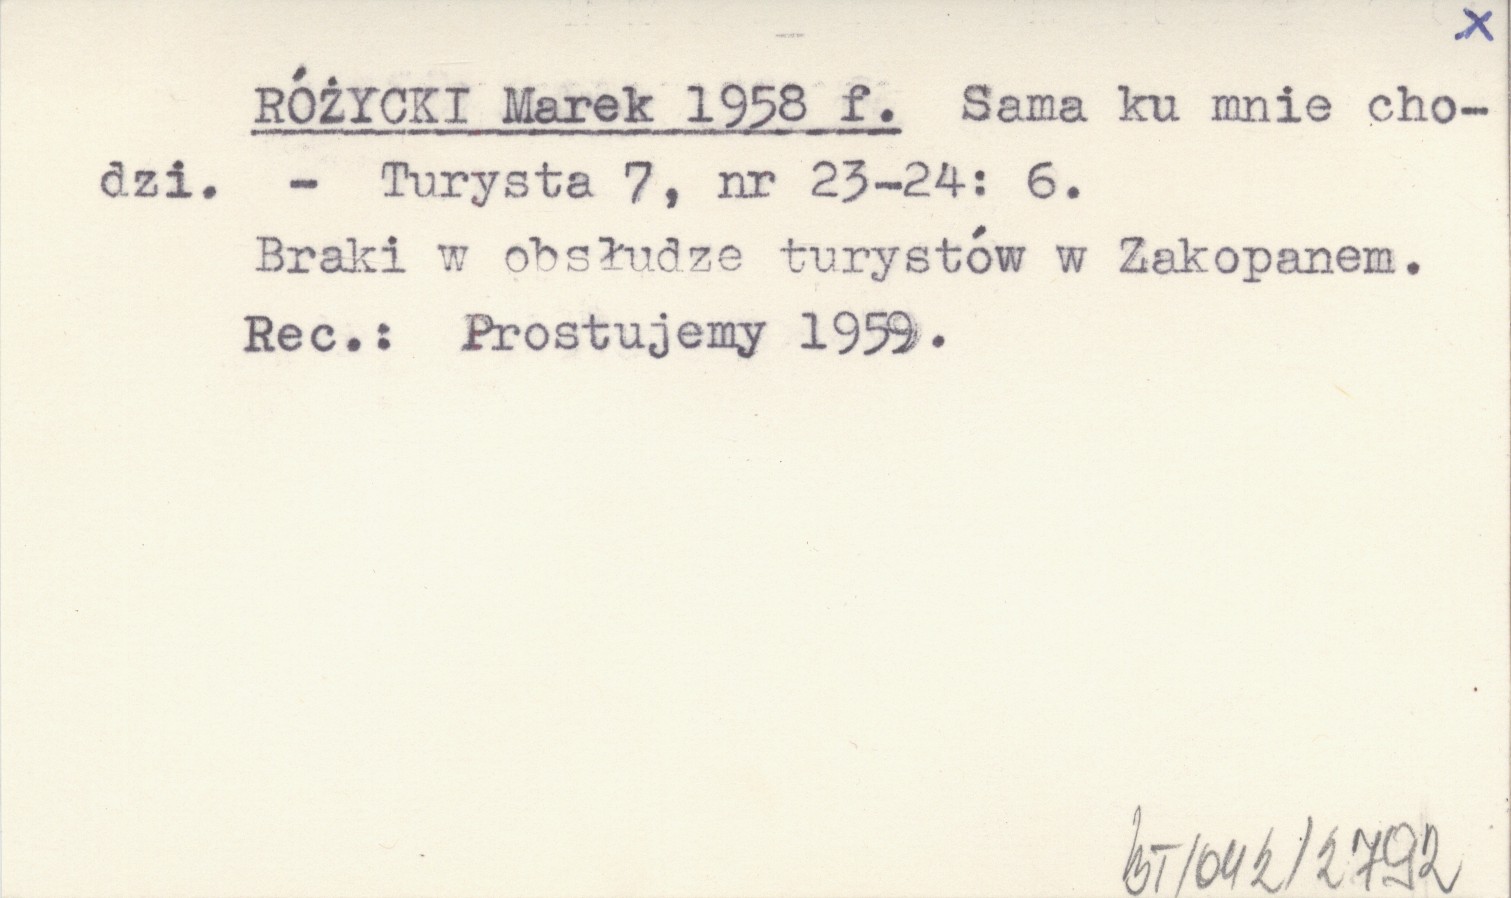 x
RÓŻYCKI Marek 1958 f. Sama ku mnie cho-
dzi. - Turysta 7, nr 23-24: 6.
Braki w obsłudze turystów w Zakopanem.
Rec.: Prostujemy 1959.
BT/042/2792